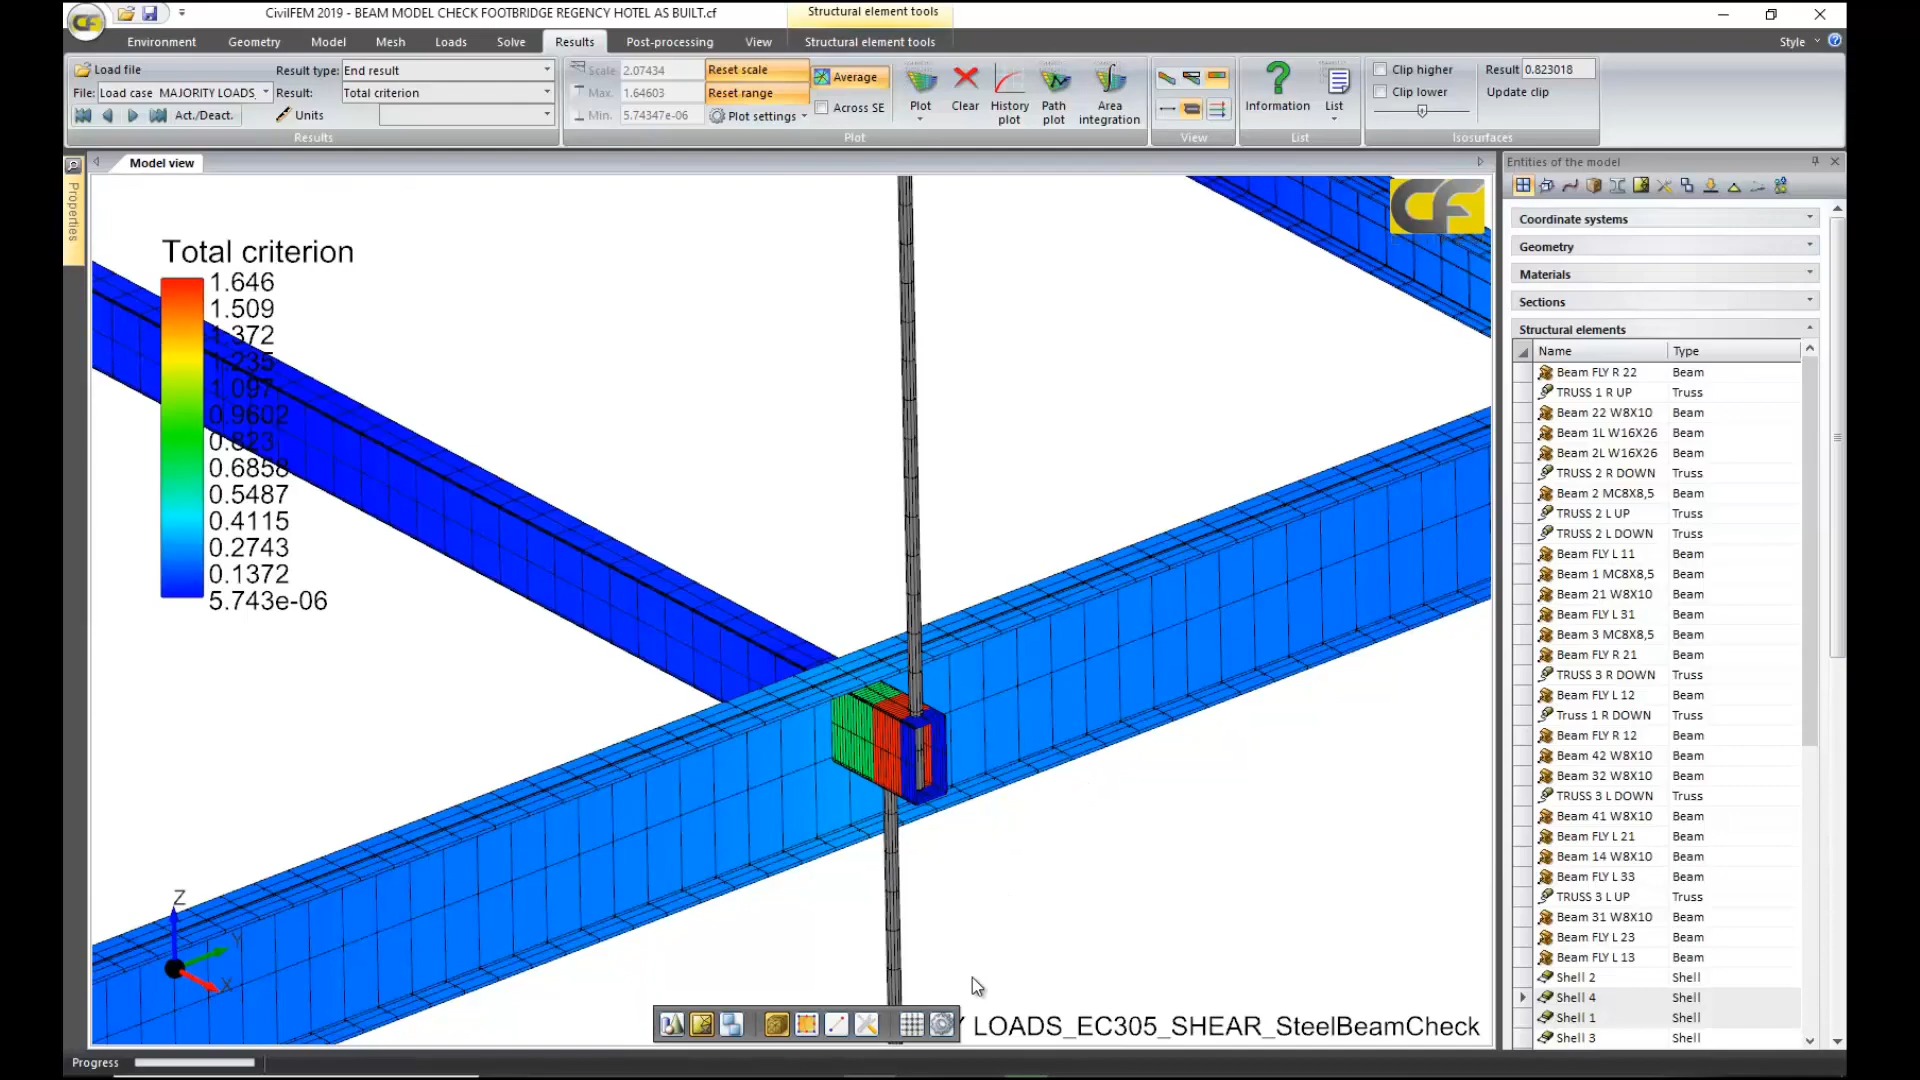 CivilFEM 2019 - BEAM MODEL CHECK FOOTBRIDGE REGENCY HOTEL AS BUILT.cf
Structural element tools
Environment Geometry Model Mesh Loads Solve Results Post-processing View Structural element tools Style
Load file
Result type: End result
File: Load case MAJORITY LOADS_
Result: Total criterion
Act./Deact.
Units
Results
Scale 2.07434
Max. 1.64603
Min. 5.74347e-06
Reset scale
Reset range
Plot settings
Average
Across SE
Plot
Clear
History plot
Path plot
Area integration
Plot
View
Information
List
List
Clip higher
Clip lower
Result 0.823018
Update clip
Isosurfaces
Properties
Model view
CF
Total criterion
1.646
1.509
1.372
1.235
1.097
0.9602
0.823
0.6858
0.5487
0.4115
0.2743
0.1372
5.743e-06
Z
Y
X
LOADS_EC305_SHEAR_SteelBeamCheck
Entities of the model
Coordinate systems
Geometry
Materials
Sections
Structural elements
Name Type
Beam FLY R 22 Beam
TRUSS 1 R UP Truss
Beam 22 W8X10 Beam
Beam 1L W16X26 Beam
Beam 2L W16X26 Beam
TRUSS 2 R DOWN Truss
Beam 2 MC8X8,5 Beam
TRUSS 2 L UP Truss
TRUSS 2 L DOWN Truss
Beam FLY L 11 Beam
Beam 1 MC8X8,5 Beam
Beam 21 W8X10 Beam
Beam FLY L 31 Beam
Beam 3 MC8X8,5 Beam
Beam FLY R 21 Beam
TRUSS 3 R DOWN Truss
Beam FLY L 12 Beam
Truss 1 R DOWN Truss
Beam FLY R 12 Beam
Beam 42 W8X10 Beam
Beam 32 W8X10 Beam
TRUSS 3 L DOWN Truss
Beam 41 W8X10 Beam
Beam FLY L 21 Beam
Beam 14 W8X10 Beam
Beam FLY L 33 Beam
TRUSS 3 L UP Truss
Beam 31 W8X10 Beam
Beam FLY L 23 Beam
Beam FLY L 13 Beam
Shell 2 Shell
Shell 4 Shell
Shell 1 Shell
Shell 3 Shell
Progress